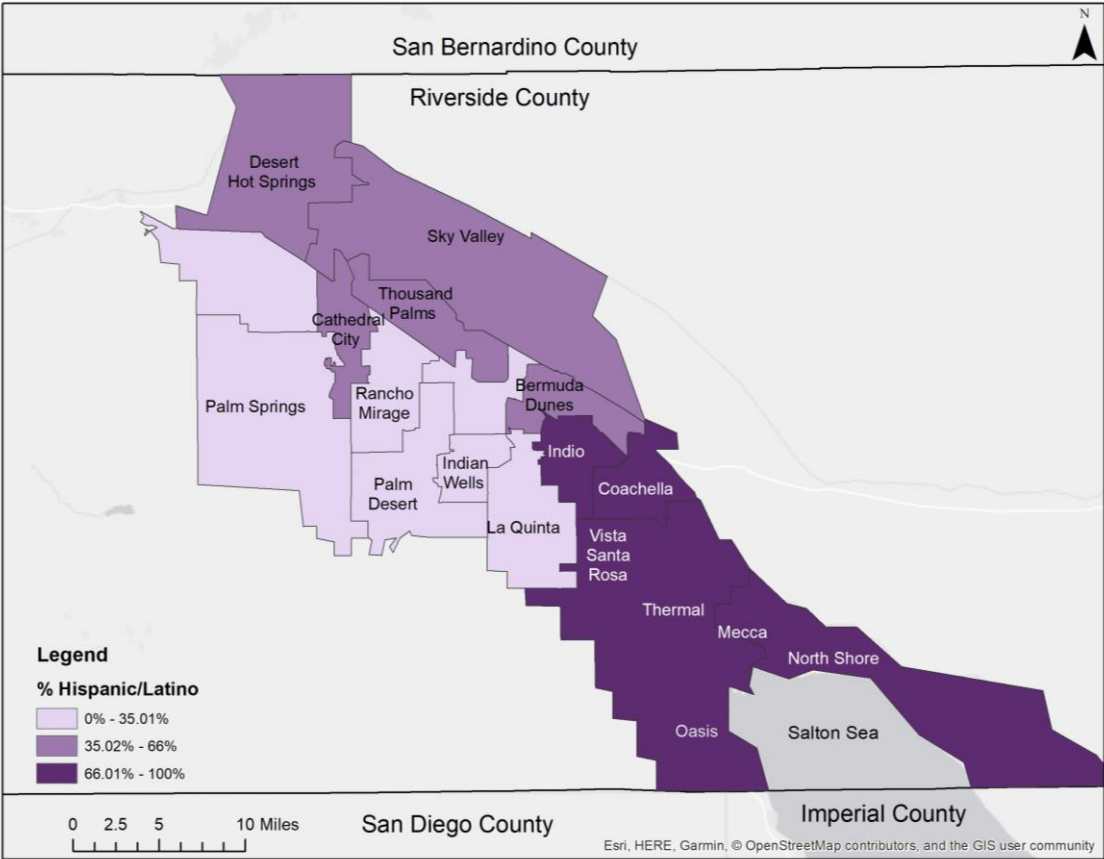 N
San Bernardino County
Riverside County
Desert
Hot Springs
Sky Valley
Thousand
Palms
Cathedral
City
Bermuda
Dunes
Palm Springs
Rancho
Mirage
Indio
Indian
Wells
Coachella
Palm
Desert
La Quinta
Vista
Santa
Rosa
Thermal
Mecca
North Shore
Oasis
Salton Sea
Legend
% Hispanic/Latino
0% - 35.01%
35.02% - 66%
66.01% - 100%
0 2.5 5 10 Miles
San Diego County
Imperial County
Esri, HERE, Garmin, © OpenStreetMap contributors, and the GIS user community